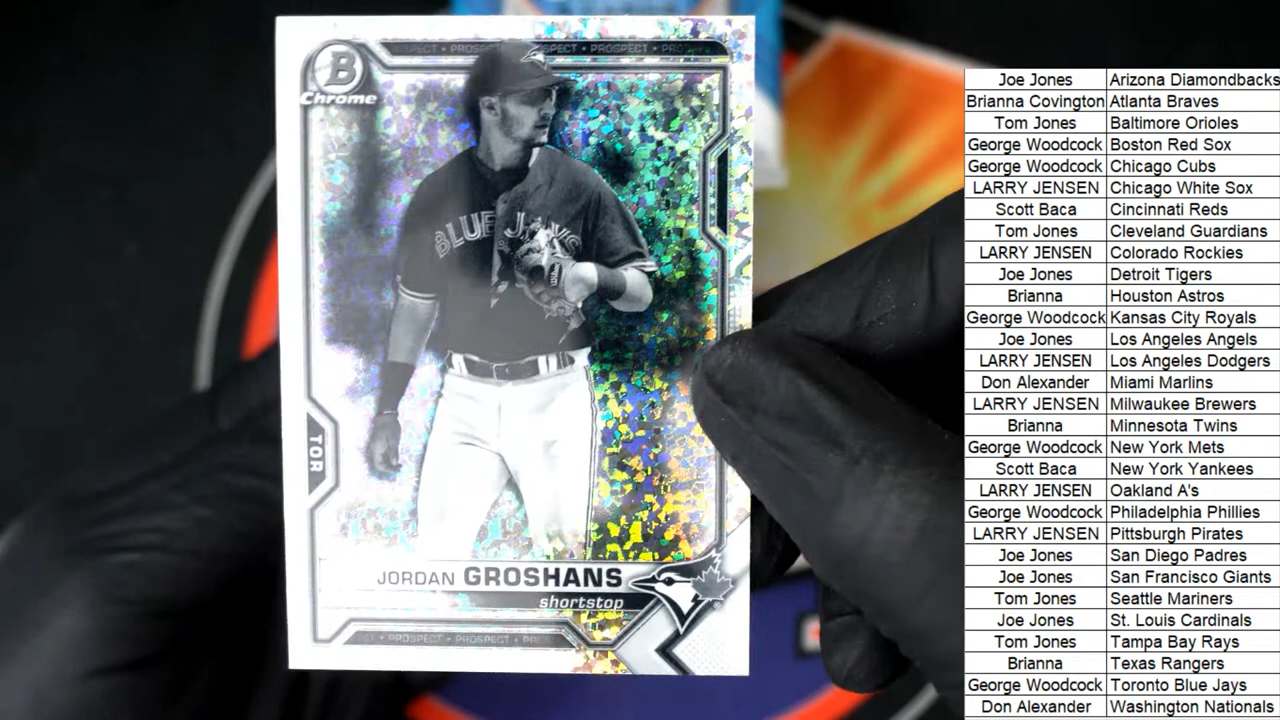 PECT • PROSPECT
SPECT • PROSPECT • PRO
B
Chrome
BLUE JAYS
TOR
JORDAN GROSHANS
shortstop
• PROSPECT • PROSPECT • PR
Joe Jones Arizona Diamondbacks
Brianna Covington Atlanta Braves
Tom Jones Baltimore Orioles
George Woodcock Boston Red Sox
George Woodcock Chicago Cubs
LARRY JENSEN Chicago White Sox
Scott Baca Cincinnati Reds
Tom Jones Cleveland Guardians
LARRY JENSEN Colorado Rockies
Joe Jones Detroit Tigers
Brianna Houston Astros
George Woodcock Kansas City Royals
Joe Jones Los Angeles Angels
LARRY JENSEN Los Angeles Dodgers
Don Alexander Miami Marlins
LARRY JENSEN Milwaukee Brewers
Brianna Minnesota Twins
George Woodcock New York Mets
Scott Baca New York Yankees
LARRY JENSEN Oakland A's
George Woodcock Philadelphia Phillies
LARRY JENSEN Pittsburgh Pirates
Joe Jones San Diego Padres
Joe Jones San Francisco Giants
Tom Jones Seattle Mariners
Joe Jones St. Louis Cardinals
Tom Jones Tampa Bay Rays
Brianna Texas Rangers
George Woodcock Toronto Blue Jays
Don Alexander Washington Nationals